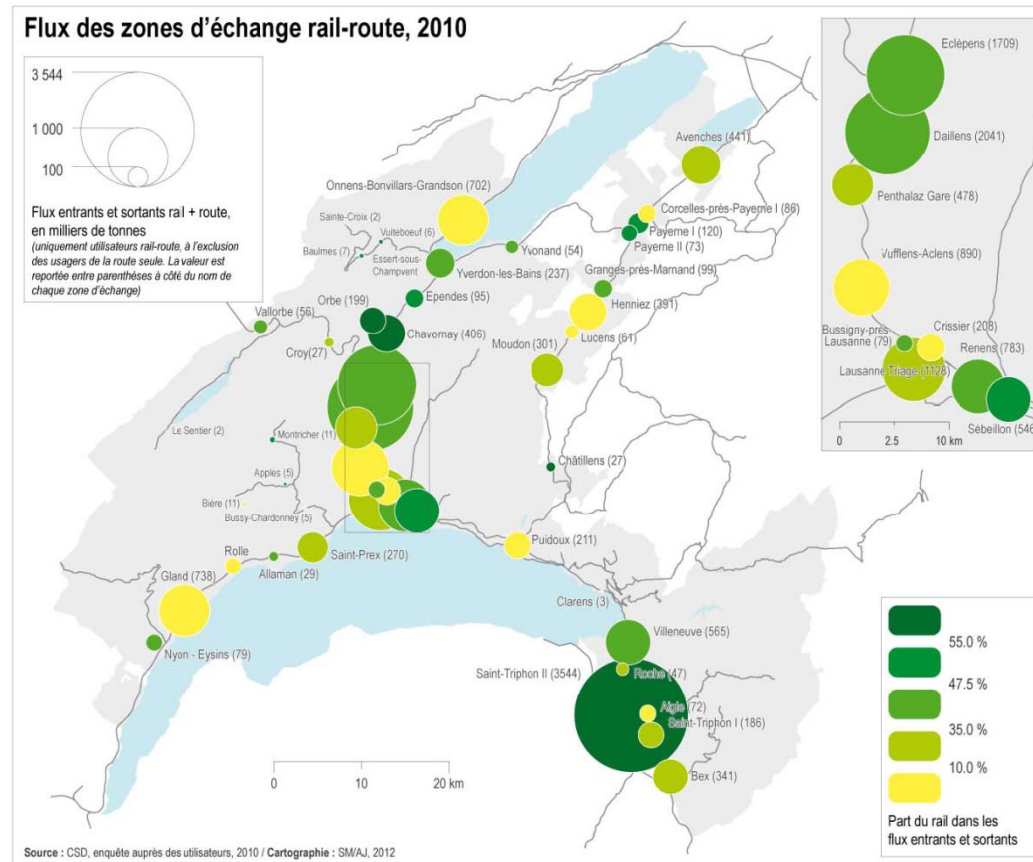 Flux des zones d'échange rail-route, 2010
3 544
1 000
100
Flux entrants et sortants rail + route,
en milliers de tonnes
(uniquement utilisateurs rail-route, à l'exclusion
des usagers de la route seule. La valeur est
reportée entre parenthèses à côté du nom de
chaque zone d'échange)
Avenches (441)
Onnens-Bonvillars-Grandson (702)
Sainte-Croix (2)
Vuiteboeuf (6)
Baulmes (7)
Essert-sous-
Champvent
Corcelles-près-Payerne I (86)
Payerne I (120)
Payerne II (73)
Yvonand (54)
Yverdon-les-Bains (237)
Granges-près-Marnand (99)
Ependes (95)
Henniez (391)
Orbe (199)
Vallorbe (56)
Chavornay (406)
Lucens (61)
Croy(27)
Moudon (301)
Le Sentier (2)
Montricher (11)
Châtillens (27)
Apples (5)
Bière (11)
Bussy-Chardonney (5)
Puidoux (211)
Rolle
Saint-Prex (270)
Allaman (29)
Gland (738)
Clarens (3)
Nyon - Eysins (79)
Villeneuve (565)
Saint-Triphon II (3544)
Roche (47)
Aigle (72)
Saint-Triphon I (186)
Bex (341)
0
20 km
Eclépens (1709)
Daillens (2041)
Penthalaz Gare (478)
Vufflens-Aclens (890)
Bussigny-près
Lausanne (79)
Crissier (208)
Renens (783)
Lausanne Triage (1128)
Sébeillon (546)
0
2.5
10 km
55.0 %
47.5 %
35.0 %
10.0 %
Part du rail dans les
flux entrants et sortants
Source : CSD, enquête auprès des utilisateurs, 2010 / Cartographie : SM/AJ, 2012